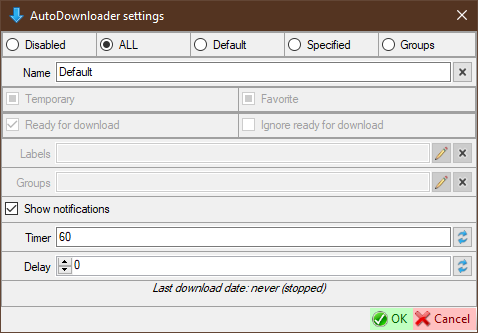 AutoDownloader settings
Disabled ALL Default Specified Groups
Name Default
Temporary Favorite
Ready for download Ignore ready for download
Labels
Groups
Show notifications
Timer 60
Delay 0
Last download date: never (stopped)
OK Cancel